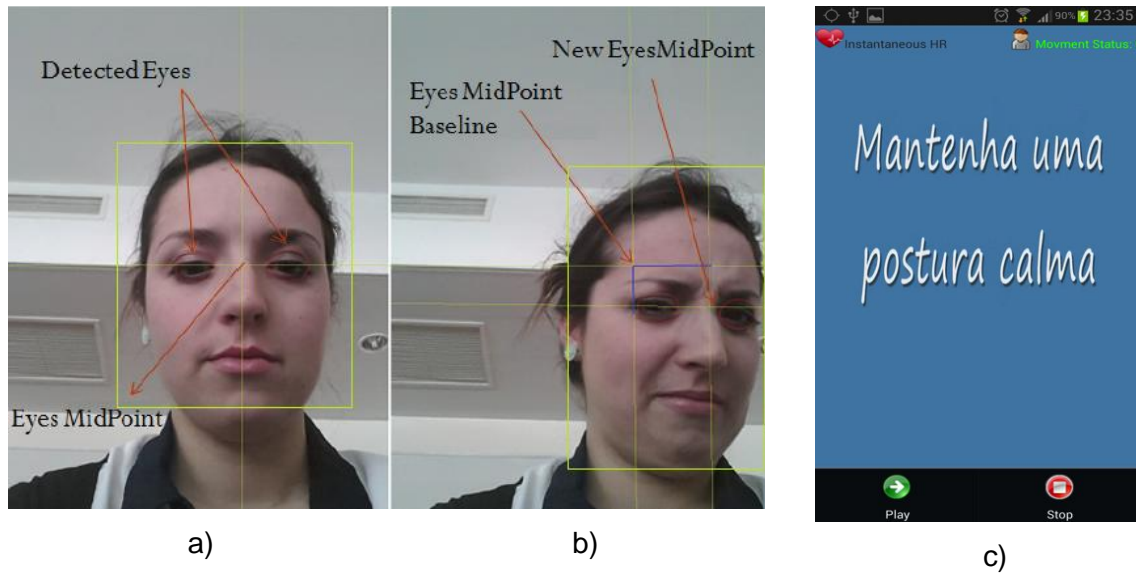 Detected Eyes
Eyes MidPoint
a)
New EyesMidPoint
Eyes MidPoint
Baseline
b)
90% 23:35
Instantaneous HR
Movment Status:
Mantenha uma
postura calma
Play
Stop
c)